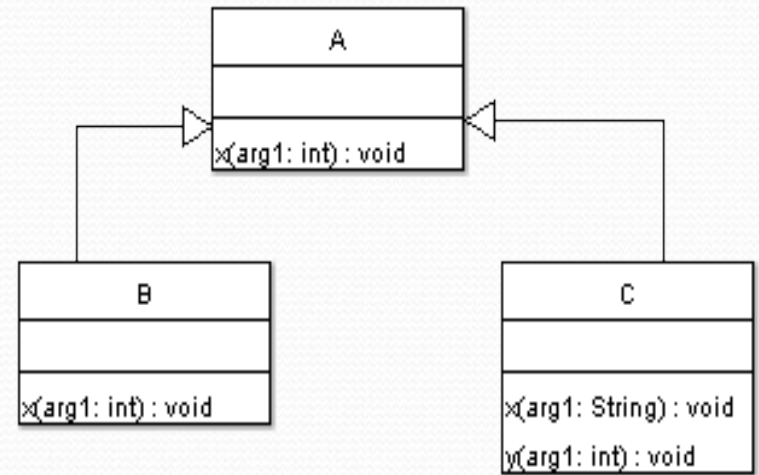 A
x(arg1: int) : void
B
x(arg1: int) : void
C
x(arg1: String) : void
y(arg1: int) : void